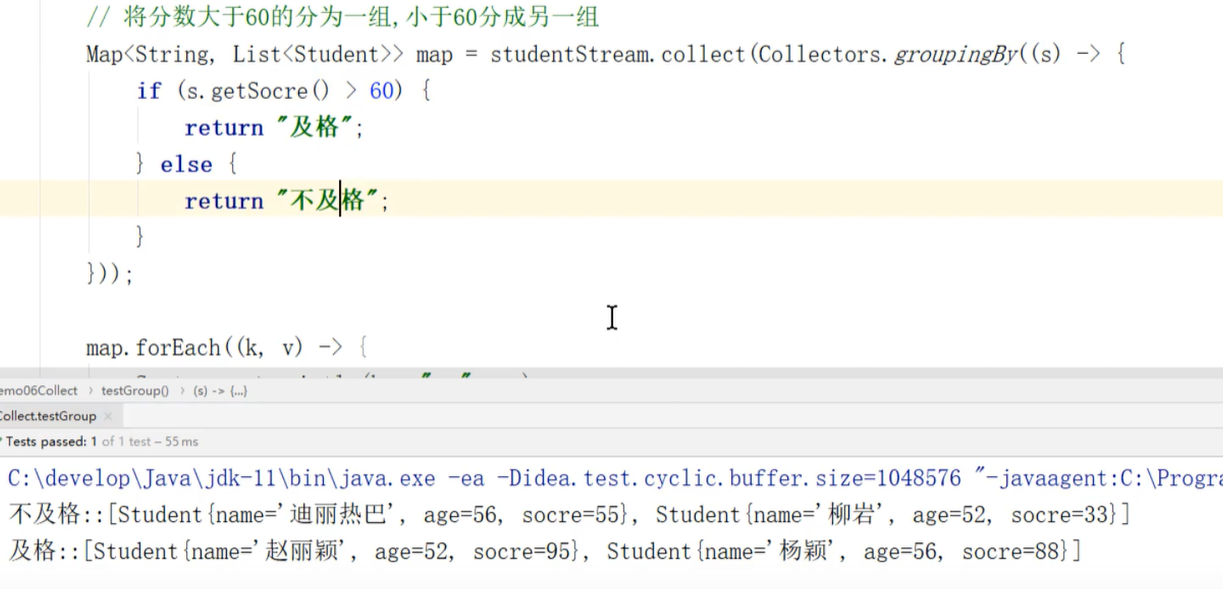 // 将分数大于60的分为一组,小于60分成另一组
Map<String, List<Student>> map = studentStream.collect(Collectors.groupingBy((s) -> {
if (s.getSocre() > 60) {
return "及格";
} else {
return "不及格";
}
}));
map.forEach((k, v) -> {
emo06Collect > testGroup() > (s) -> {...}
Collect.testGroup ×
Tests passed: 1 of 1 test – 55 ms
C:\develop\Java\jdk-11\bin\java.exe -ea -Didea.test.cyclic.buffer.size=1048576 "-javaagent:C:\Progra
不及格::[Student{name='迪丽热巴', age=56, socre=55}, Student{name='柳岩', age=52, socre=33}]
及格::[Student{name='赵丽颖', age=52, socre=95}, Student{name='杨颖', age=56, socre=88}]